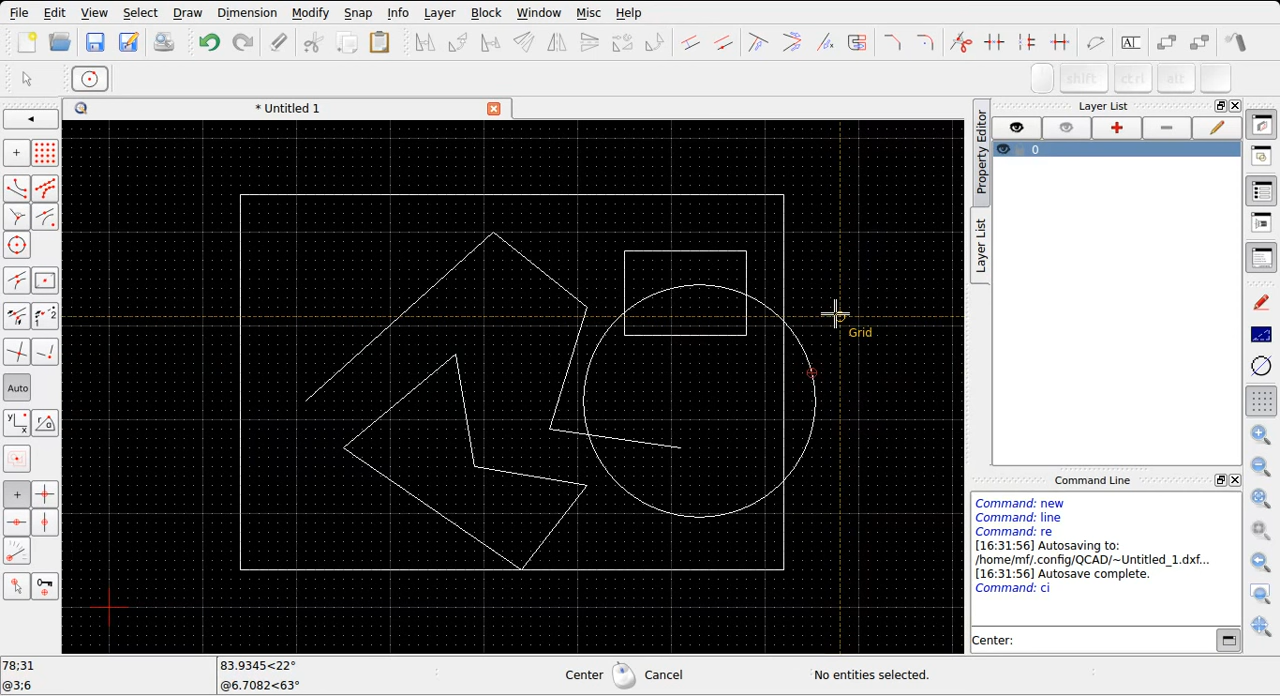 File Edit View Select Draw Dimension Modify Snap Info Layer Block Window Misc Help
shift ctrl alt
* Untitled 1
Layer List
Property Editor
0
Layer List
Grid
Auto
Command Line
Command: new
Command: line
Command: re
[16:31:56] Autosaving to:
/home/mf/.config/QCAD/~Untitled_1.dxf...
[16:31:56] Autosave complete.
Command: ci
Center:
78;31
@3;6
83.9345<22°
@6.7082<63°
Center Cancel
No entities selected.